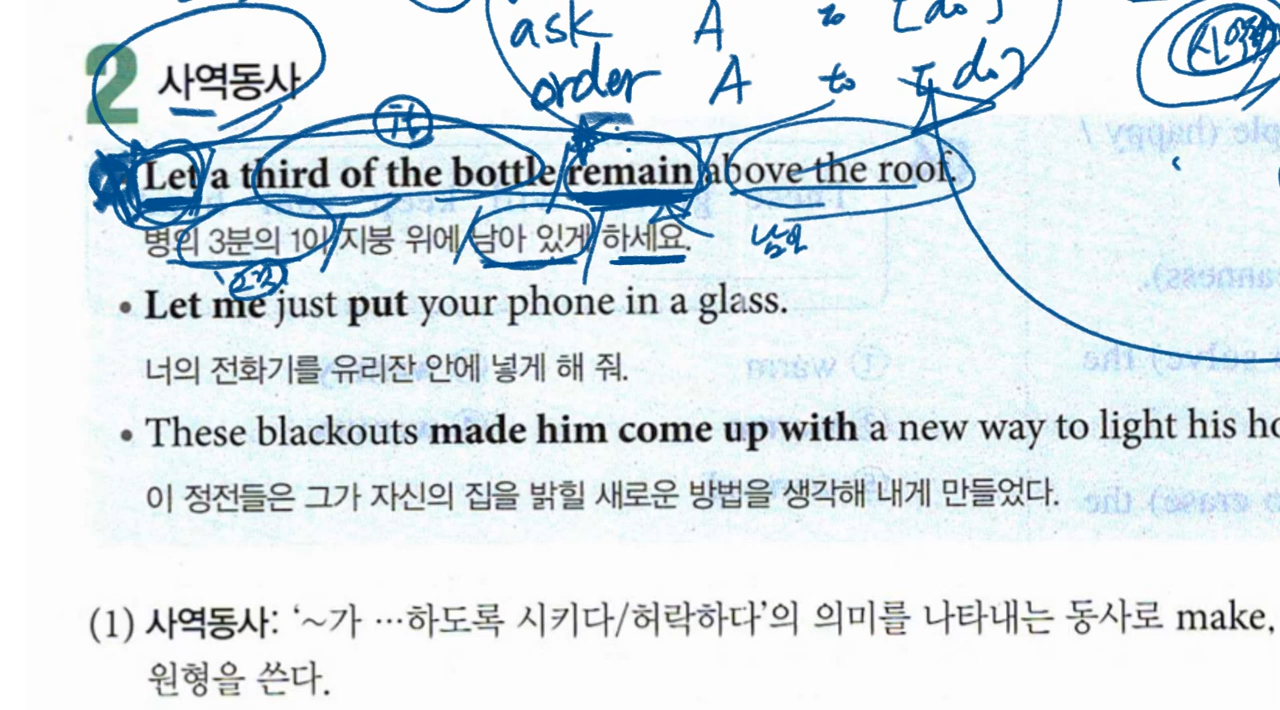 ask A to [do]
order A to [do]
2 사역동사
Let a third of the bottle remain above the roof.
병의 3분의 1이 지붕 위에 남아 있게 하세요.
• Let me just put your phone in a glass.
너의 전화기를 유리잔 안에 넣게 해 줘.
• These blackouts made him come up with a new way to light his ho
이 정전들은 그가 자신의 집을 밝힐 새로운 방법을 생각해 내게 만들었다.
(1) 사역동사: ‘~가 …하도록 시키다/허락하다’의 의미를 나타내는 동사로 make,
원형을 쓴다.